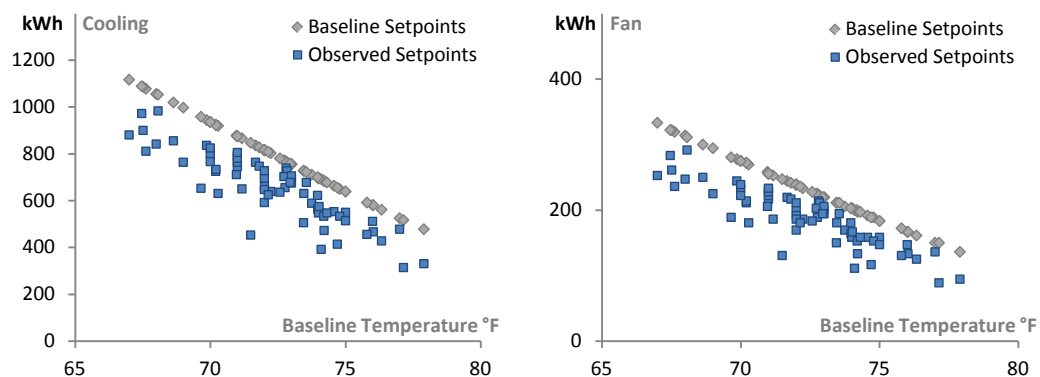 kWh Cooling
Baseline Setpoints
Observed Setpoints
1200
1000
800
600
400
200
0
Baseline Temperature °F
65 70 75 80
kWh Fan
Baseline Setpoints
Observed Setpoints
400
200
0
Baseline Temperature °F
65 70 75 80